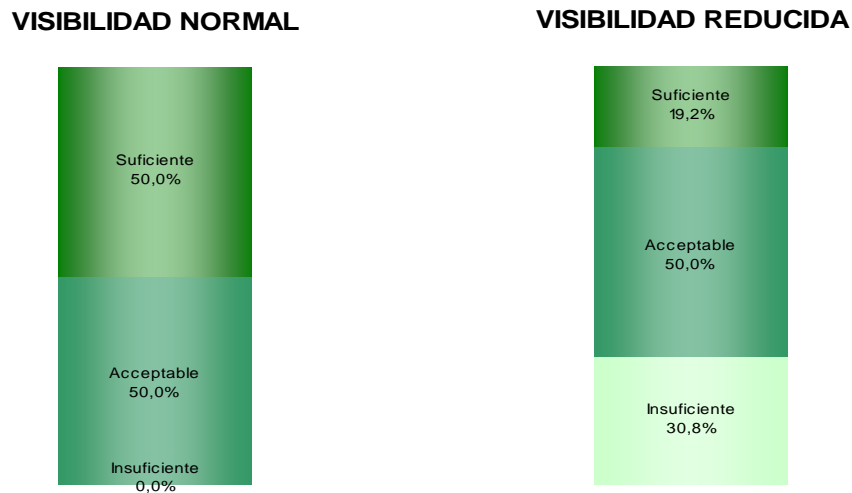 VISIBILIDAD NORMAL
Suficiente
50,0%
Acceptable
50,0%
Insuficiente
0,0%
VISIBILIDAD REDUCIDA
Suficiente
19,2%
Acceptable
50,0%
Insuficiente
30,8%